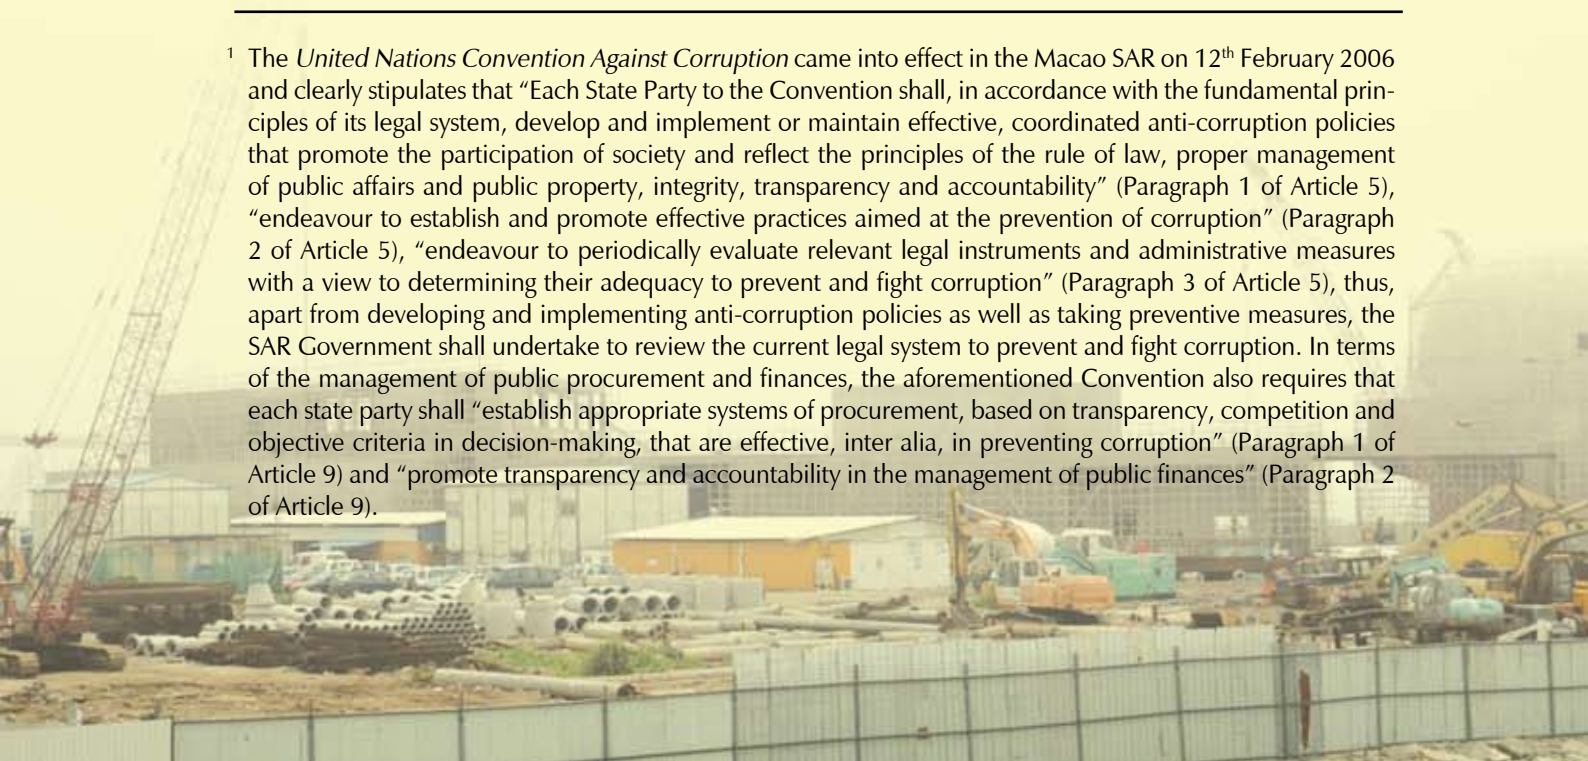 1 The United Nations Convention Against Corruption came into effect in the Macao SAR on 12th February 2006
and clearly stipulates that “Each State Party to the Convention shall, in accordance with the fundamental prin-
ciples of its legal system, develop and implement or maintain effective, coordinated anti-corruption policies
that promote the participation of society and reflect the principles of the rule of law, proper management
of public affairs and public property, integrity, transparency and accountability” (Paragraph 1 of Article 5),
“endeavour to establish and promote effective practices aimed at the prevention of corruption” (Paragraph
2 of Article 5), “endeavour to periodically evaluate relevant legal instruments and administrative measures
with a view to determining their adequacy to prevent and fight corruption” (Paragraph 3 of Article 5), thus,
apart from developing and implementing anti-corruption policies as well as taking preventive measures, the
SAR Government shall undertake to review the current legal system to prevent and fight corruption. In terms
of the management of public procurement and finances, the aforementioned Convention also requires that
each state party shall “establish appropriate systems of procurement, based on transparency, competition and
objective criteria in decision-making, that are effective, inter alia, in preventing corruption” (Paragraph 1 of
Article 9) and “promote transparency and accountability in the management of public finances” (Paragraph 2
of Article 9).